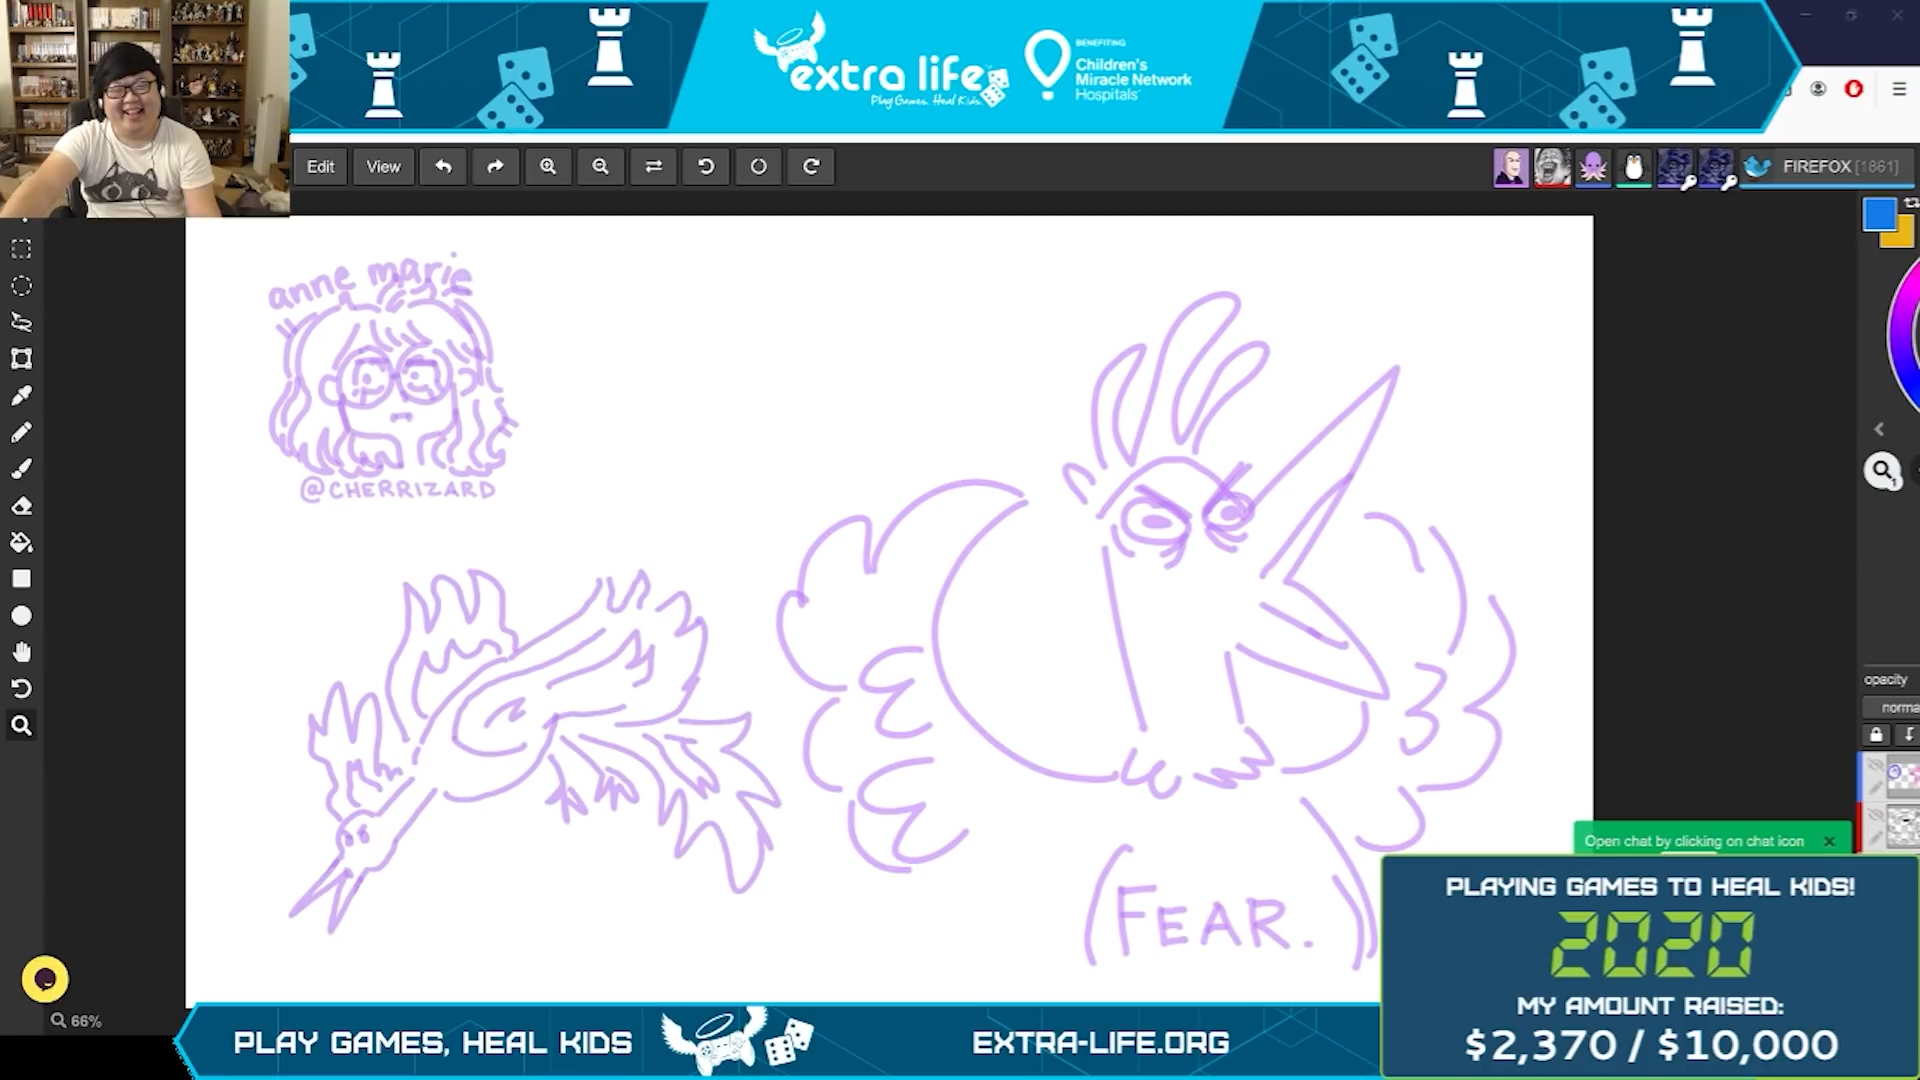 extra life
Play Games. Heal Kids.
BENEFITING
Children's
Miracle Network
Hospitals
Edit
View
FIREFOX [1861]
anne marie
@CHERRIZARD
(FEAR.)
opacity
norma
Open chat by clicking on chat icon
66%
PLAYING GAMES TO HEAL KIDS!
2020
MY AMOUNT RAISED:
$2,370 / $10,000
PLAY GAMES, HEAL KIDS
EXTRA-LIFE.ORG